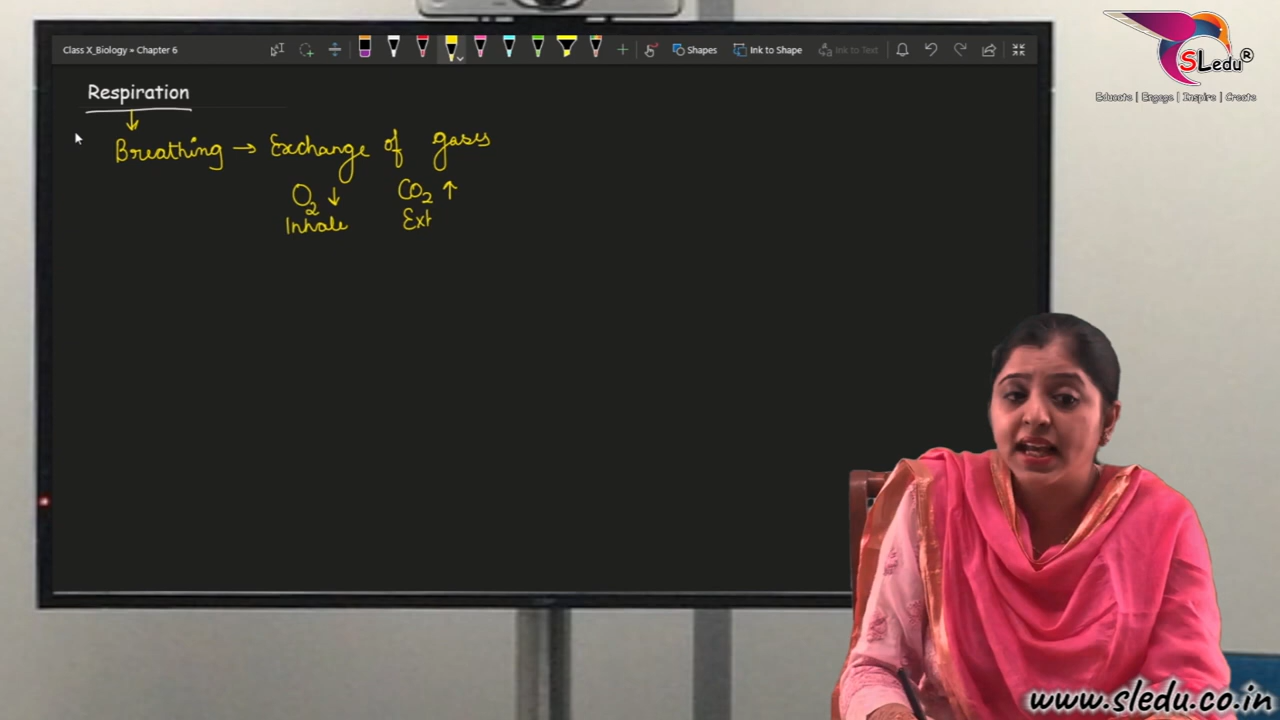 Class X_Biology » Chapter 6
Shapes
Ink to Shape
Ink to Text
SLedu®
Educate | Engage | Inspire | Create
Respiration
Breathing → Exchange of gases
O₂ ↓ CO₂ ↑
Inhale Exh
www.sledu.co.in